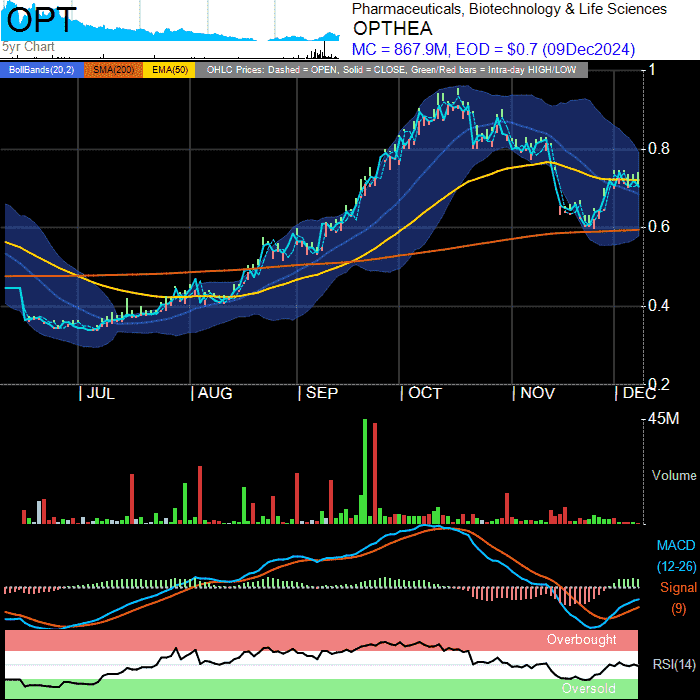 OPT
5yr Chart
Pharmaceuticals, Biotechnology & Life Sciences
OPTHEA
MC = 867.9M, EOD = $0.7 (09Dec2024)
BollBands(20,2) SMA(200) EMA(50) OHLC Prices: Dashed = OPEN, Solid = CLOSE, Green/Red bars = Intra-day HIGH/LOW
1
0.8
0.6
0.4
0.2
JUL AUG SEP OCT NOV DEC
45M
Volume
MACD
(12-26)
Signal
(9)
Overbought
RSI(14)
Oversold